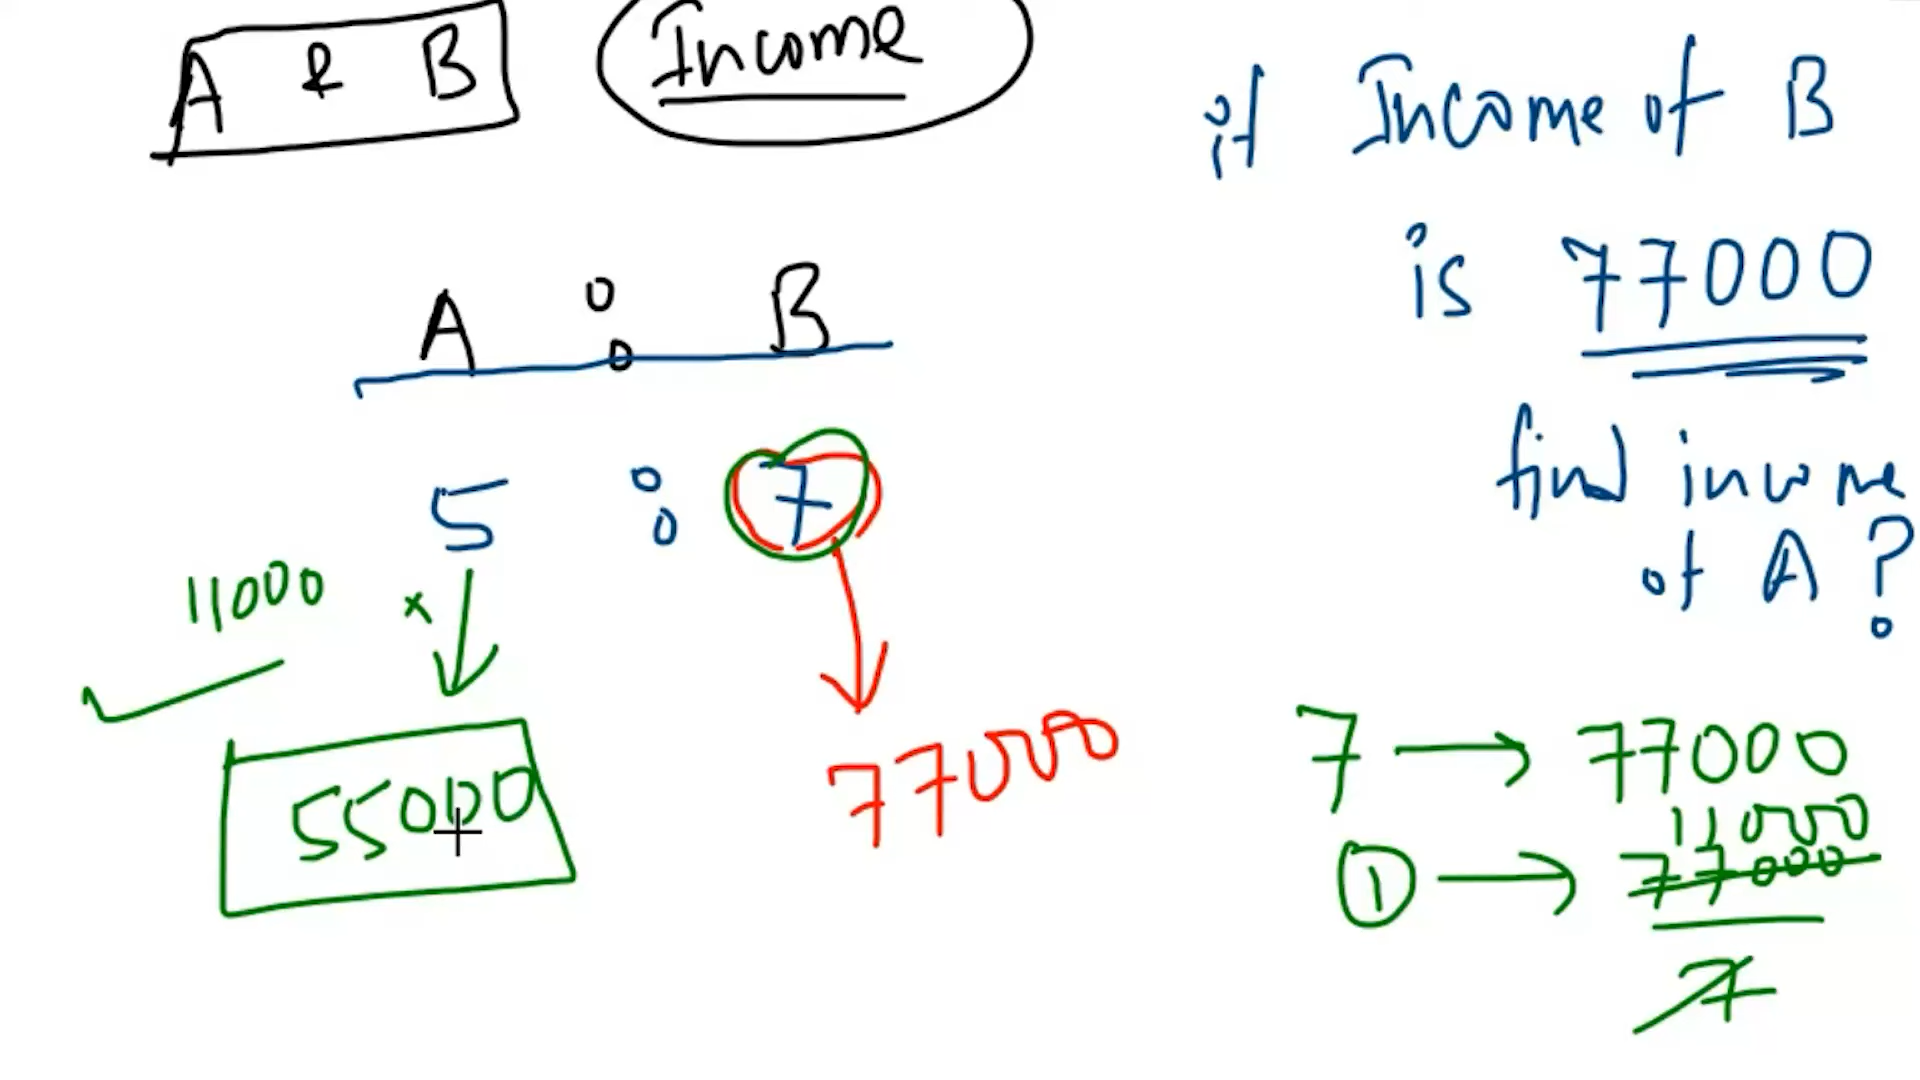 A & B Income
A : B
5 : 7
11000 ×
55000
77000
if Income of B
is 77000
find income
of A ?
7 → 77000
11000
① → 77000
7